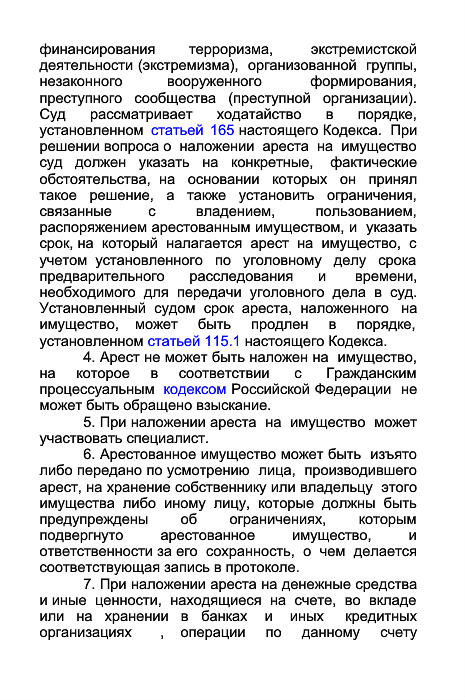 финансирования терроризма, экстремистской
деятельности (экстремизма), организованной группы,
незаконного вооруженного формирования,
преступного сообщества (преступной организации).
Суд рассматривает ходатайство в порядке,
установленном статьей 165 настоящего Кодекса. При
решении вопроса о наложении ареста на имущество
суд должен указать на конкретные, фактические
обстоятельства, на основании которых он принял
такое решение, а также установить ограничения,
связанные с владением, пользованием,
распоряжением арестованным имуществом, и указать
срок, на который налагается арест на имущество, с
учетом установленного по уголовному делу срока
предварительного расследования и времени,
необходимого для передачи уголовного дела в суд.
Установленный судом срок ареста, наложенного на
имущество, может быть продлен в порядке,
установленном статьей 115.1 настоящего Кодекса.
4. Арест не может быть наложен на имущество,
на которое в соответствии с Гражданским
процессуальным кодексом Российской Федерации не
может быть обращено взыскание.
5. При наложении ареста на имущество может
участвовать специалист.
6. Арестованное имущество может быть изъято
либо передано по усмотрению лица, производившего
арест, на хранение собственнику или владельцу этого
имущества либо иному лицу, которые должны быть
предупреждены об ограничениях, которым
подвергнуто арестованное имущество, и
ответственности за его сохранность, о чем делается
соответствующая запись в протоколе.
7. При наложении ареста на денежные средства
и иные ценности, находящиеся на счете, во вкладе
или на хранении в банках и иных кредитных
организациях , операции по данному счету